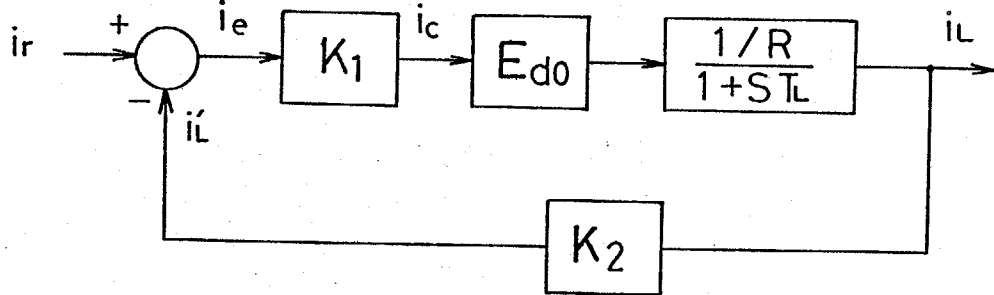 ir
+
−
ie
K1
ic
Ed0
1/R
1+STL
iL
i′L
K2